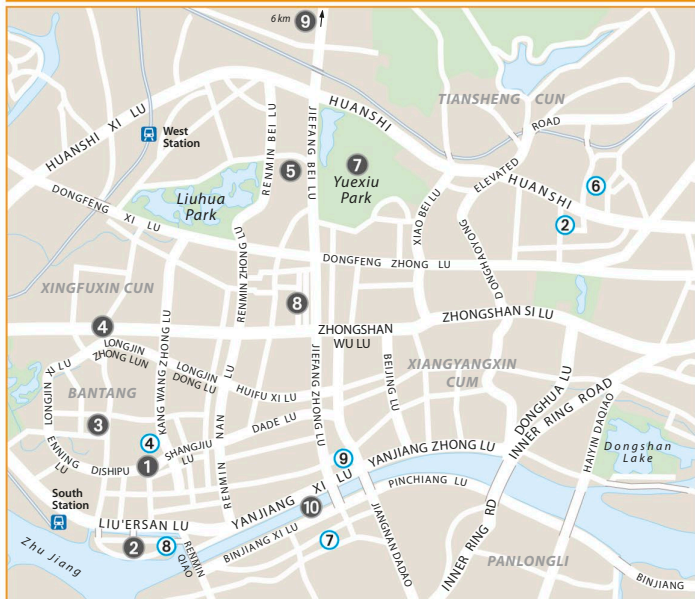 6 km
9
TIANSHENG CUN
HUANSHI
HUANSHI XI LU
West
Station
RENMIN BEI LU
JIEFANG BEI LU
ELEVATED ROAD
5
7
Yuexiu
Park
HUANSHI
6
2
Liuhua
Park
DONGFENG XI LU
XIAO BEI LU
DONGHAOYONG
RENMIN ZHONG LU
DONGFENG ZHONG LU
XINGFUXIN CUN
8
4
ZHONGSHAN
WU LU
ZHONGSHAN SI LU
LONGJIN
ZHONG LUN
LONGJIN XI LU
KANG WANG ZHONG LU
LONGJIN
DONG LU
HUIFU XI LU
JIEFANG ZHONG LU
BEIJING LU
XIANGYANGXIN
CUM
BANTANG
DONGHUA LU
INNER RING ROAD
HAIYIN DAQIAO
3
4
DADE LU
RENMIN NAN LU
ENNING
LU
DISHIPU
1
SHANGJIU
LU
9
YANJIANG ZHONG LU
Dongshan
Lake
South
Station
YANJIANG XI LU
PINCHIANG LU
LIU'ERSAN LU
10
2
8
RENMIN
QIAO
BINJIANG XI LU
7
JIANGNAN DADAO
INNER RING RD
PANLONGLI
Zhu Jiang
BINJIANG